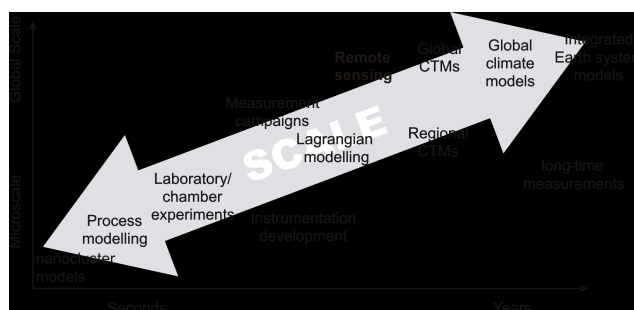 Global Scale
Microscale
Integrated
Earth system
models
Global
climate
models
Global
CTMs
Remote
sensing
Measurement
campaigns
SCALE
Lagrangian
modelling
Regional
CTMs
long-time
measurements
Laboratory/
chamber
experiments
Instrumentation
development
Process
modelling
nanocluster
models
Seconds
Years